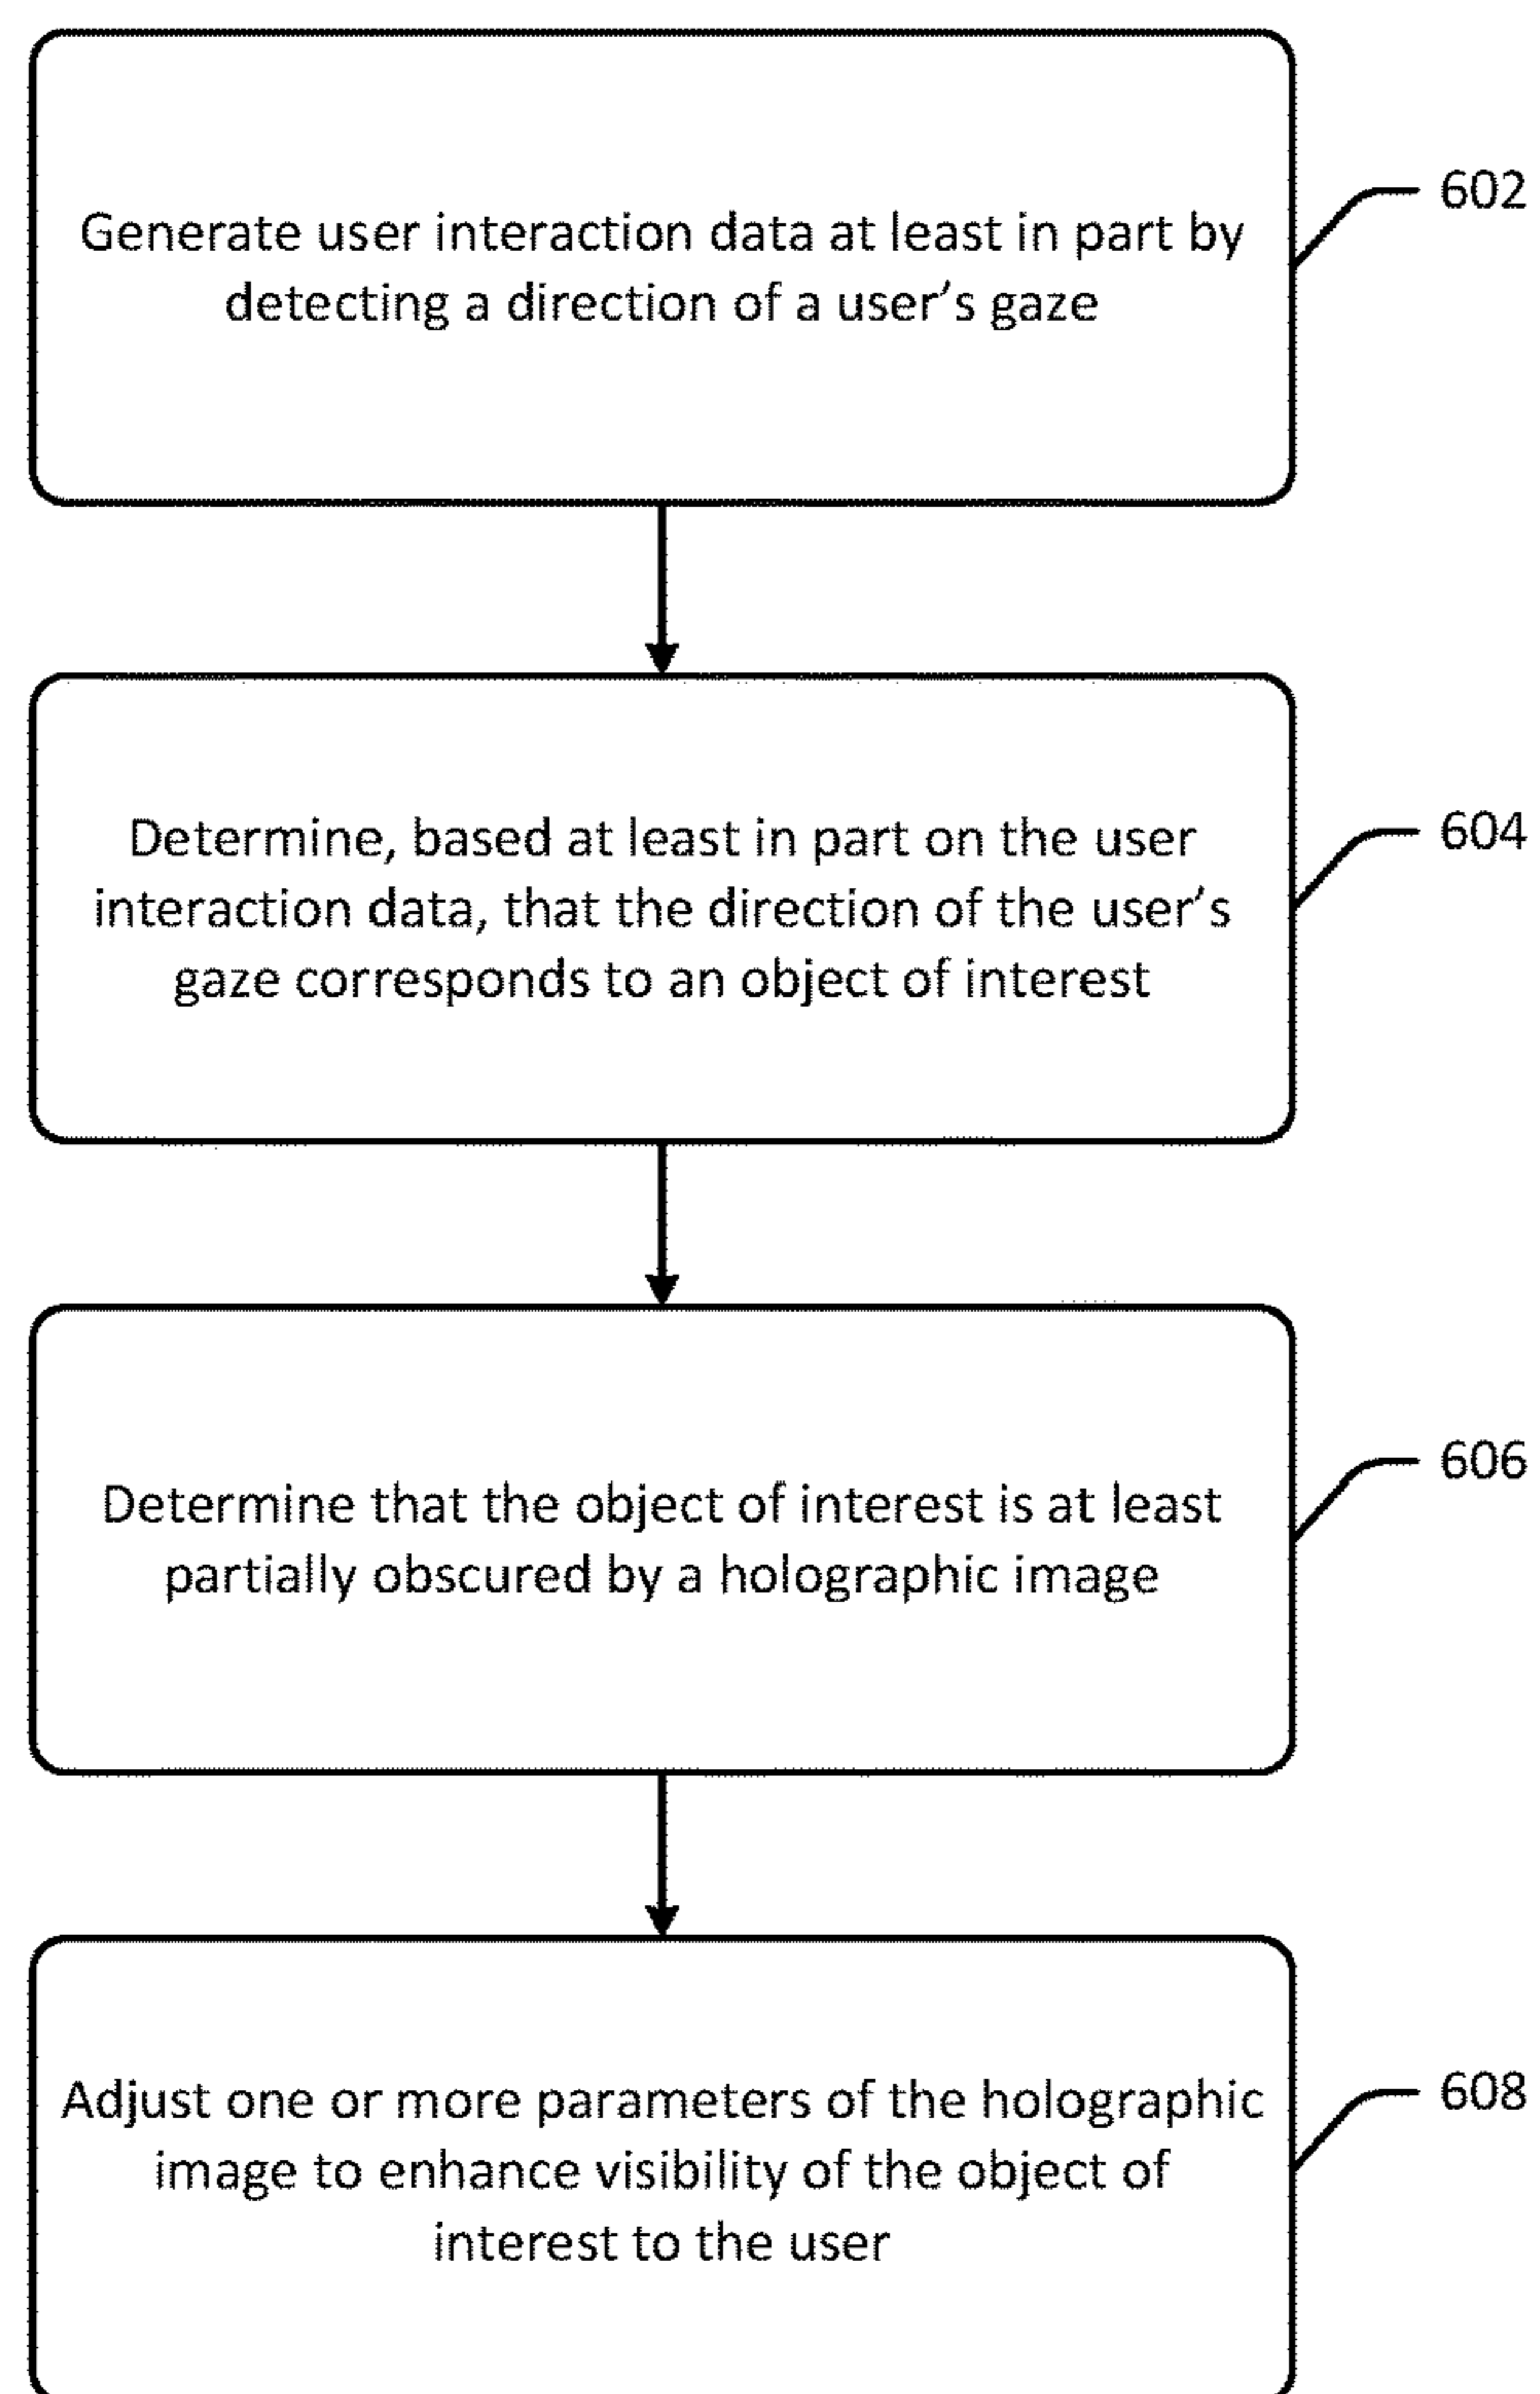 Generate user interaction data at least in part by
detecting a direction of a user's gaze
602
Determine, based at least in part on the user
interaction data, that the direction of the user's
gaze corresponds to an object of interest
604
Determine that the object of interest is at least
partially obscured by a holographic image
606
Adjust one or more parameters of the holographic
image to enhance visibility of the object of
interest to the user
608